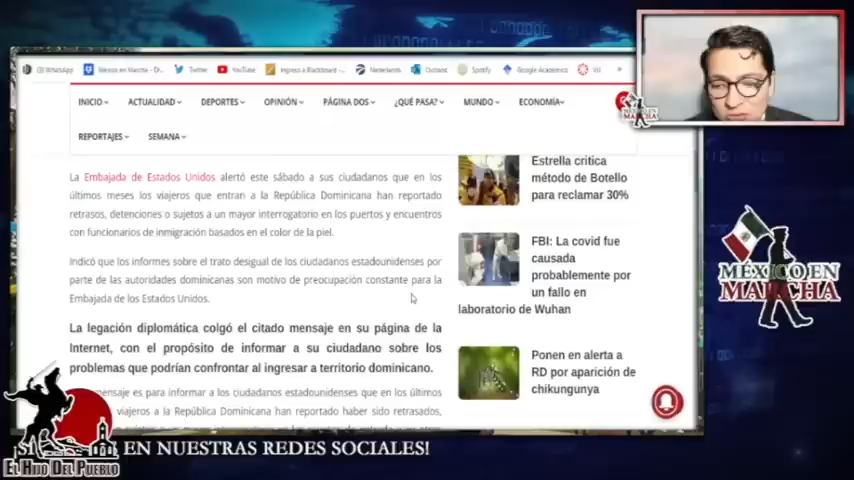 (3) WhatsApp
México en Marcha - Di...
Twitter
YouTube
Ingreso a Blackboard -...
Netherlands
Outlook
Spotify
Google Académico
VU
»
INICIO
ACTUALIDAD
DEPORTES
OPINIÓN
PÁGINA DOS
¿QUÉ PASA?
MUNDO
ECONOMÍA
REPORTAJES
SEMANA
MÉXICO EN
MARCHA
La Embajada de Estados Unidos alertó este sábado a sus ciudadanos que en los
últimos meses los viajeros que entran a la República Dominicana han reportado
retrasos, detenciones o sujetos a un mayor interrogatorio en los puertos y encuentros
con funcionarios de inmigración basados en el color de la piel.
Indicó que los informes sobre el trato desigual de los ciudadanos estadounidenses por
parte de las autoridades dominicanas son motivo de preocupación constante para la
Embajada de los Estados Unidos.
La legación diplomática colgó el citado mensaje en su página de la
Internet, con el propósito de informar a su ciudadano sobre los
problemas que podrían confrontar al ingresar a territorio dominicano.
mensaje es para informar a los ciudadanos estadounidenses que en los últimos
viajeros a la República Dominicana han reportado haber sido retrasados,
Estrella critica
método de Botello
para reclamar 30%
FBI: La covid fue
causada
probablemente por
un fallo en
laboratorio de Wuhan
Ponen en alerta a
RD por aparición de
chikungunya
MÉXICO EN
MARCHA
EN NUESTRAS REDES SOCIALES!
EL HIJO DEL PUEBLO